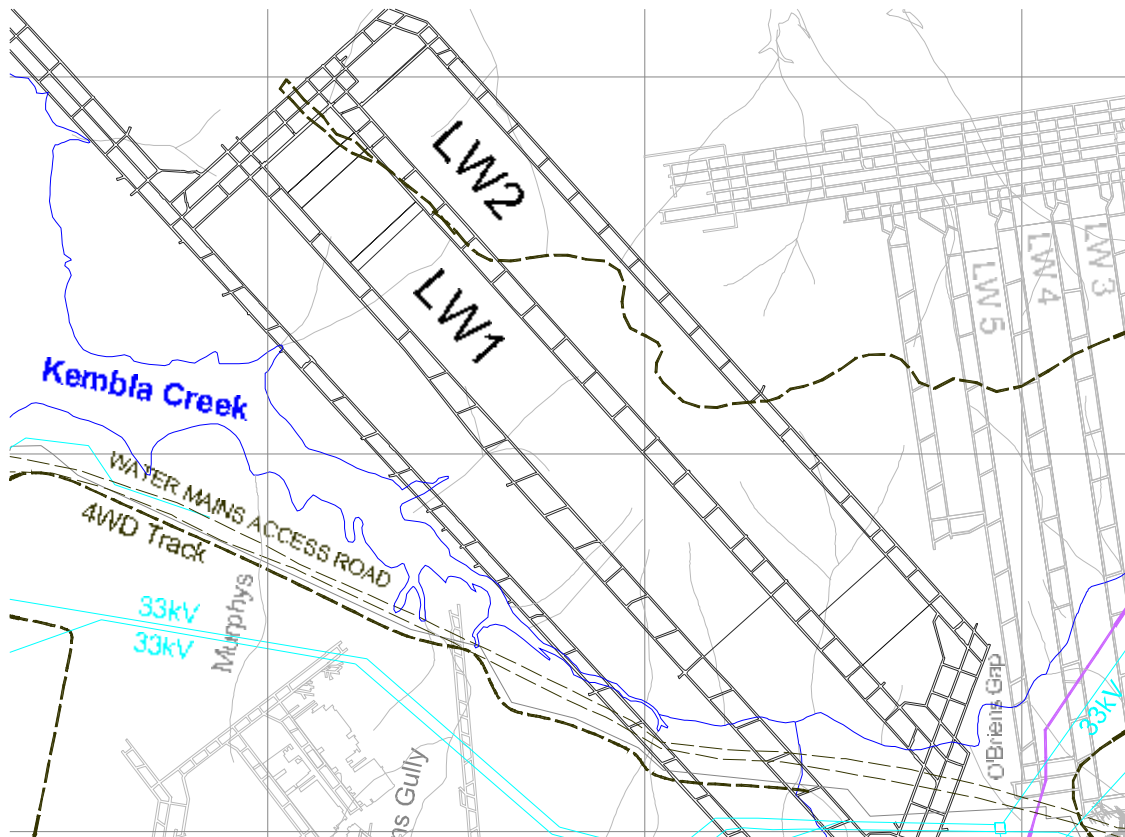 LW2
LW1
LW 5
LW 4
LW 3
Kembla Creek
WATER MAINS ACCESS ROAD
4WD Track
33kV
33kV
Murphys
O'Briens Gap
33kV
Gully